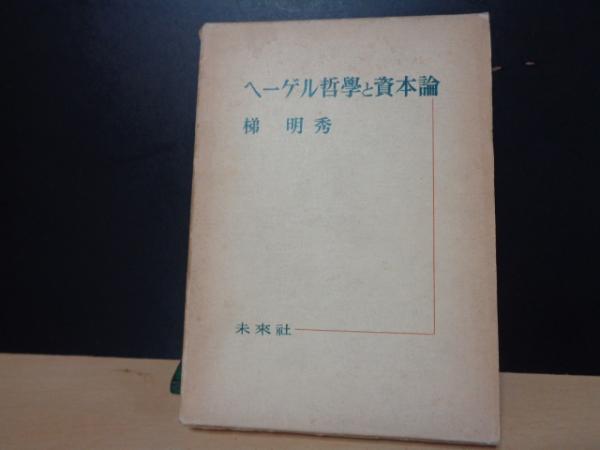 ヘーゲル哲學と資本論
梯 明秀
未來社